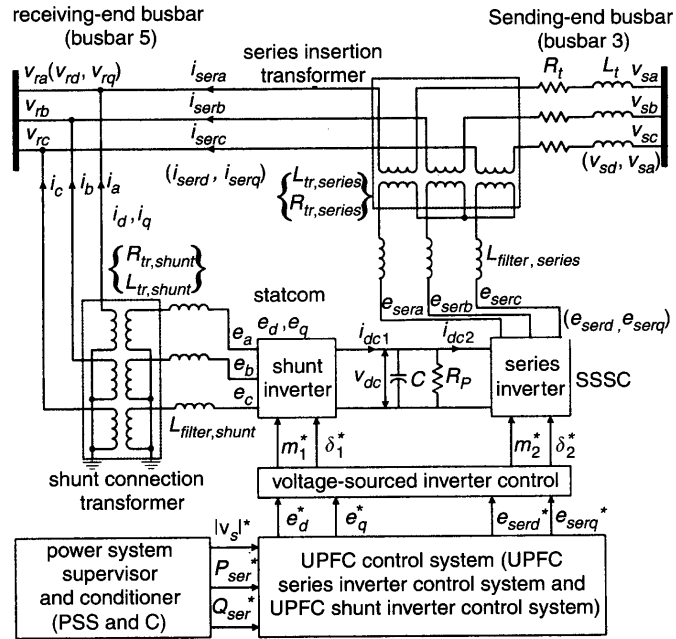 receiving-end busbar
(busbar 5)
Sending-end busbar
(busbar 3)
series insertion
transformer
v_ra(v_rd, v_rq)
i_sera
R_t
L_t
v_sa
v_rb
i_serb
v_sb
v_rc
i_serc
v_sc
(v_sd, v_sa)
i_c
i_b
i_a
(i_serd, i_serq)
L_tr,series
R_tr,series
i_d, i_q
R_tr,shunt
L_tr,shunt
L_filter,series
statcom
e_sera
e_serb
e_serc
e_a
e_d, e_q
i_dc1
i_dc2
(e_serd, e_serq)
e_b
shunt
inverter
v_dc
C
R_P
series
inverter
SSSC
e_c
L_filter,shunt
m_1*
δ_1*
m_2*
δ_2*
shunt connection
transformer
voltage-sourced inverter control
e_d*
e_q*
e_serd*
e_serq*
|v_s|*
power system
supervisor
and conditioner
(PSS and C)
P_ser*
Q_ser*
UPFC control system (UPFC
series inverter control system and
UPFC shunt inverter control system)